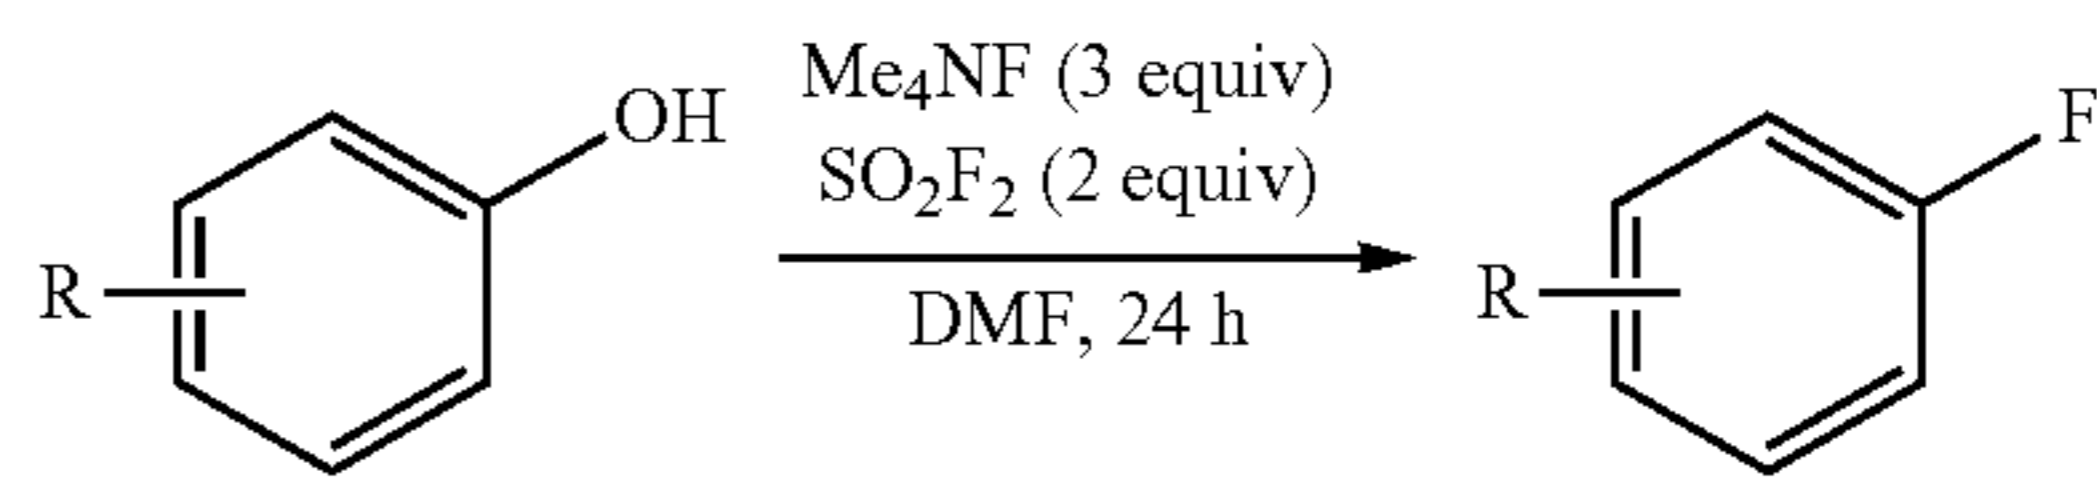 OH
R
Me₄NF (3 equiv)
SO₂F₂ (2 equiv)
DMF, 24 h
F
R